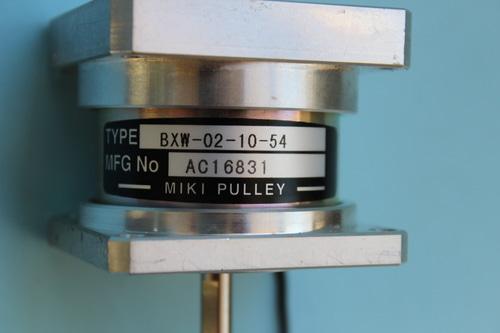 TYPE BXW-02-10-54
MFG No AC16831
MIKI PULLEY